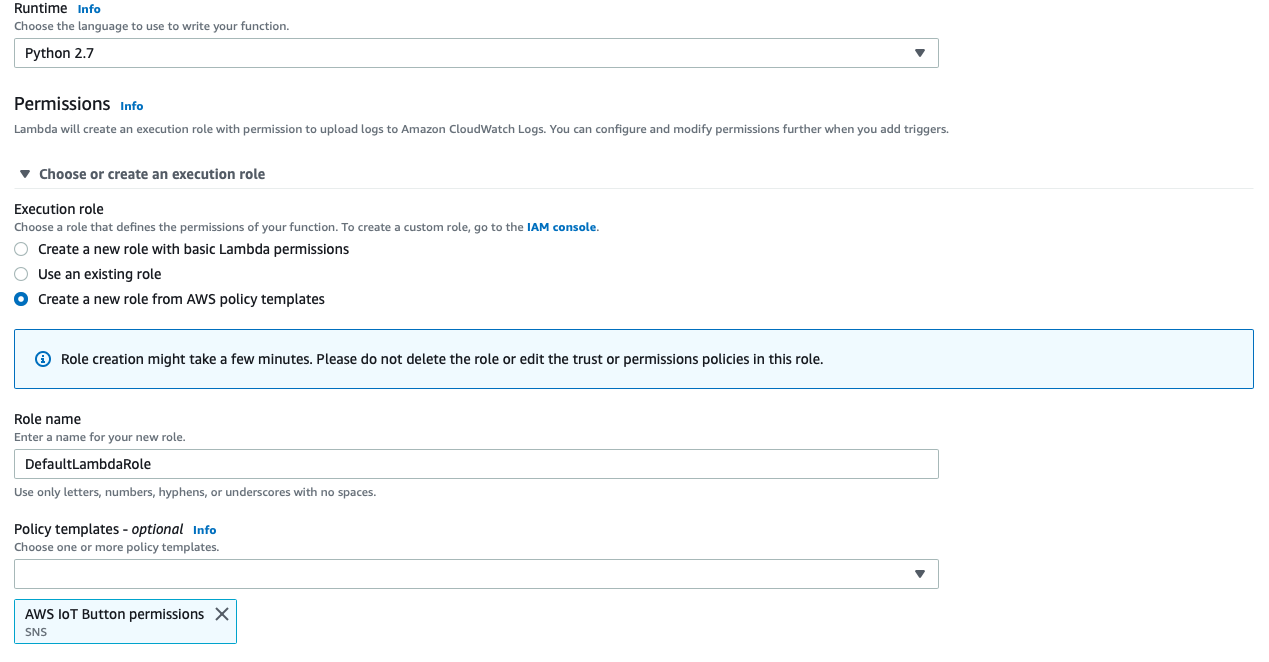 Runtime Info
Choose the language to use to write your function.
Python 2.7
Permissions Info
Lambda will create an execution role with permission to upload logs to Amazon CloudWatch Logs. You can configure and modify permissions further when you add triggers.
Choose or create an execution role
Execution role
Choose a role that defines the permissions of your function. To create a custom role, go to the IAM console.
Create a new role with basic Lambda permissions
Use an existing role
Create a new role from AWS policy templates
Role creation might take a few minutes. Please do not delete the role or edit the trust or permissions policies in this role.
Role name
Enter a name for your new role.
DefaultLambdaRole
Use only letters, numbers, hyphens, or underscores with no spaces.
Policy templates - optional Info
Choose one or more policy templates.
AWS IoT Button permissions
SNS